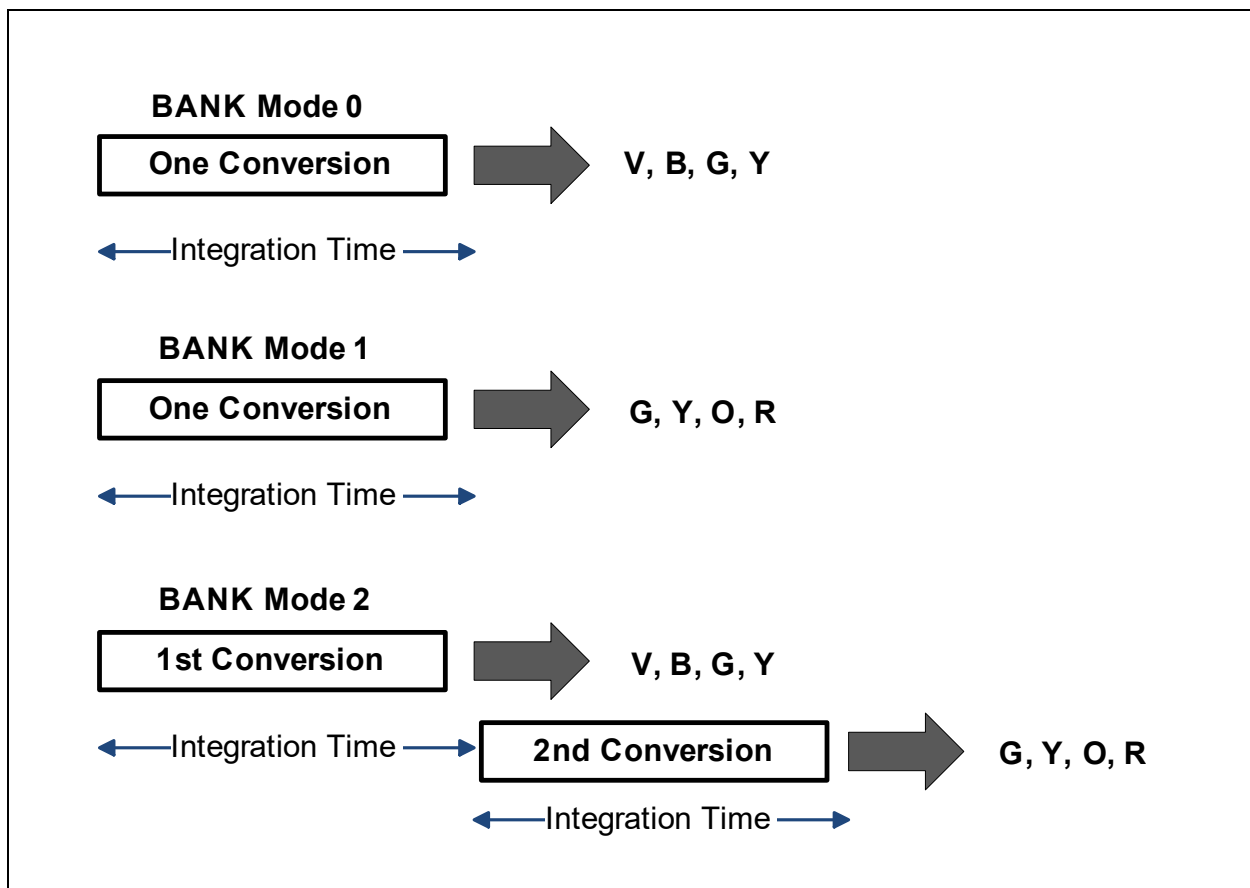 BANK Mode 0
One Conversion
V, B, G, Y
Integration Time
BANK Mode 1
One Conversion
G, Y, O, R
Integration Time
BANK Mode 2
1st Conversion
V, B, G, Y
Integration Time
2nd Conversion
G, Y, O, R
Integration Time